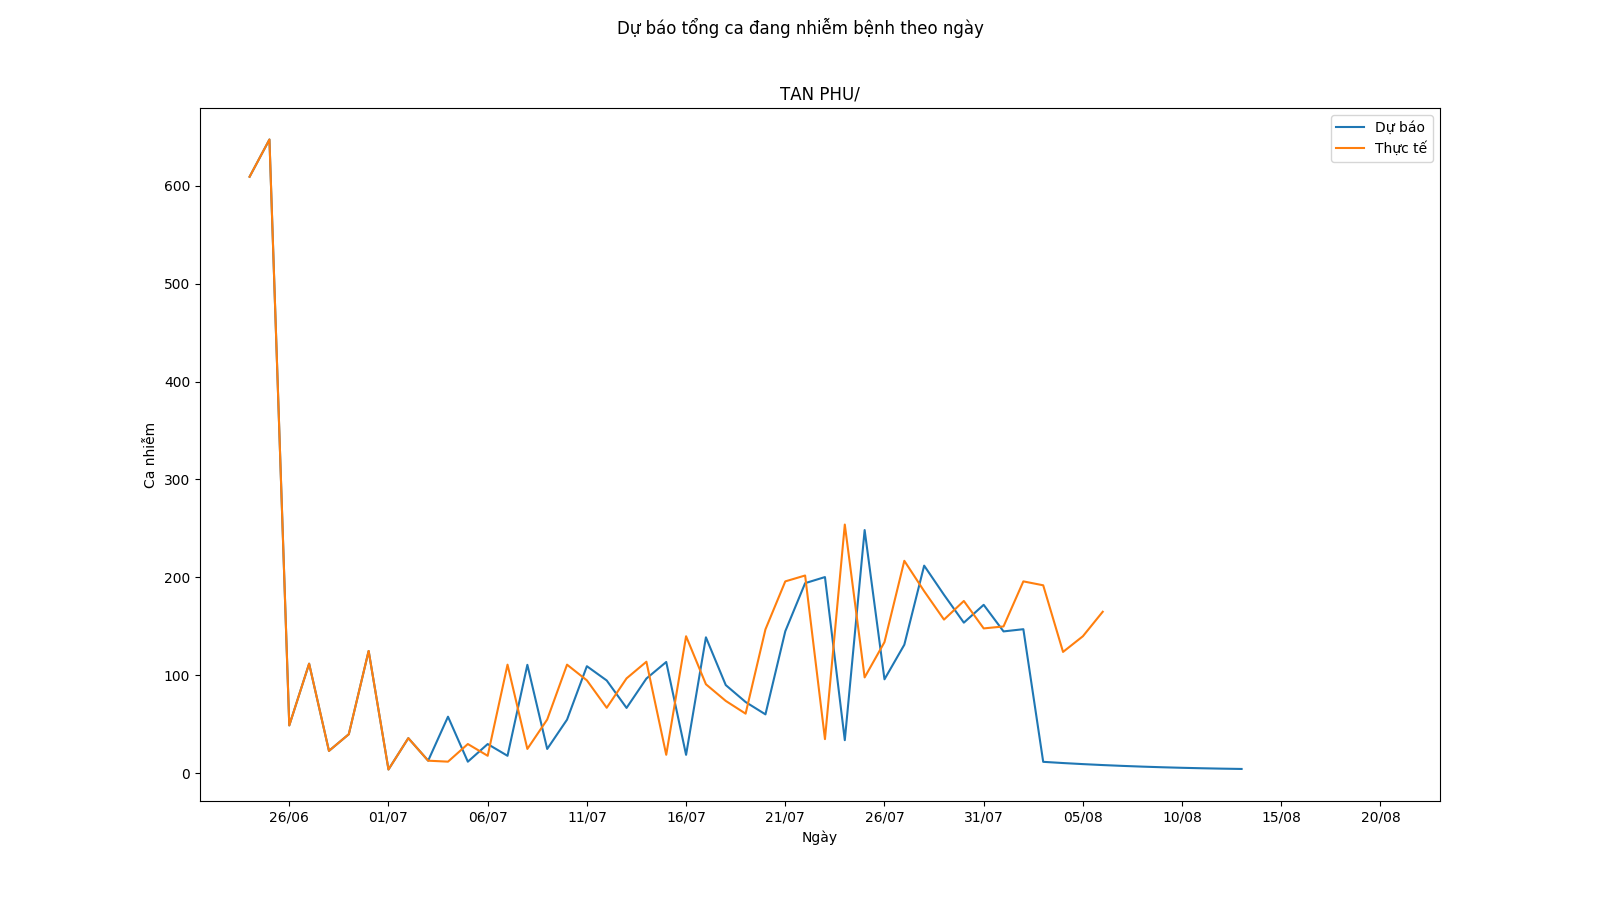 Dự báo tổng ca đang nhiễm bệnh theo ngày
TAN PHU/
Dự báo
Thực tế
600
500
400
300
200
100
0
Ca nhiễm
26/06 01/07 06/07 11/07 16/07 21/07 26/07 31/07 05/08 10/08 15/08 20/08
Ngày